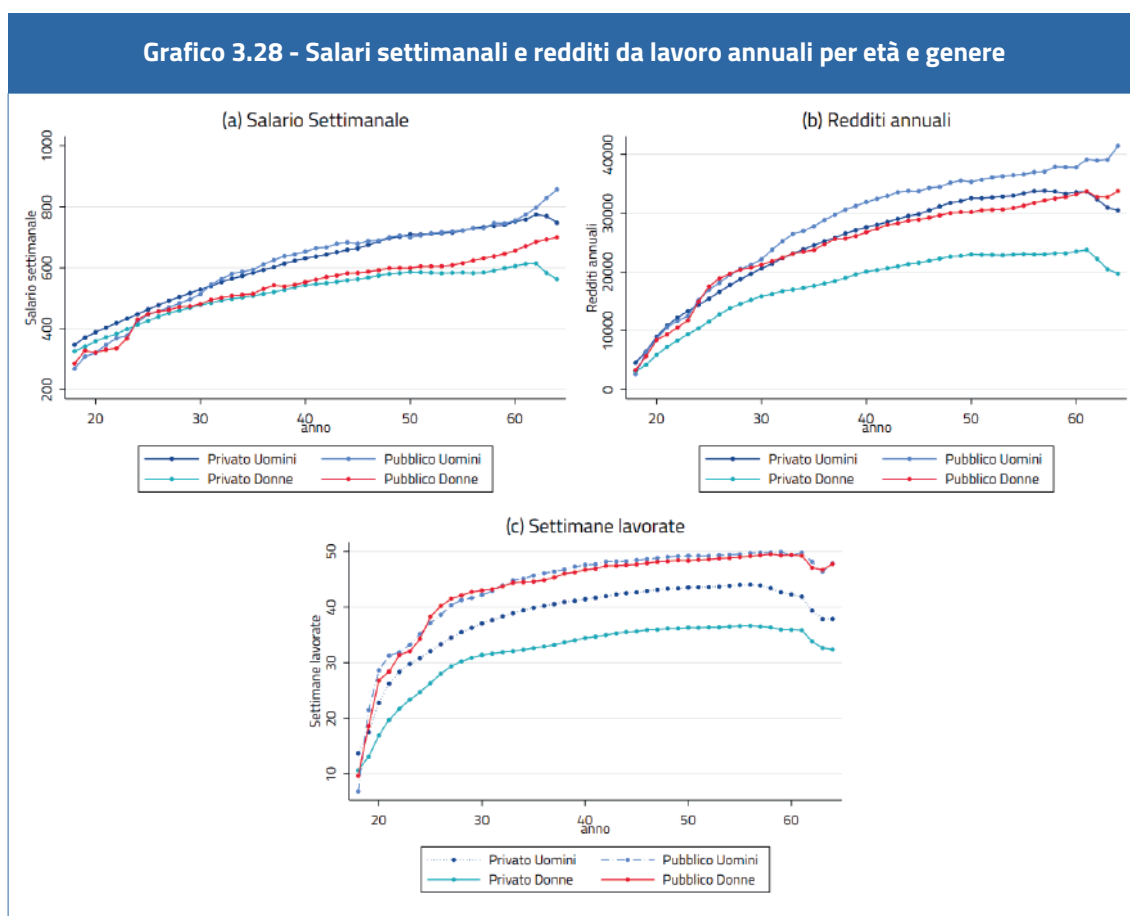 Grafico 3.28 - Salari settimanali e redditi da lavoro annuali per età e genere
(a) Salario Settimanale
Salario settimanale
1000
800
600
400
200
20 30 40 50 60
anno
Privato Uomini Pubblico Uomini
Privato Donne Pubblico Donne
(b) Redditi annuali
Redditi annuali
40000
30000
20000
10000
0
20 30 40 50 60
anno
Privato Uomini Pubblico Uomini
Privato Donne Pubblico Donne
(c) Settimane lavorate
Settimane lavorate
50
40
30
20
10
20 30 40 50 60
anno
Privato Uomini Pubblico Uomini
Privato Donne Pubblico Donne